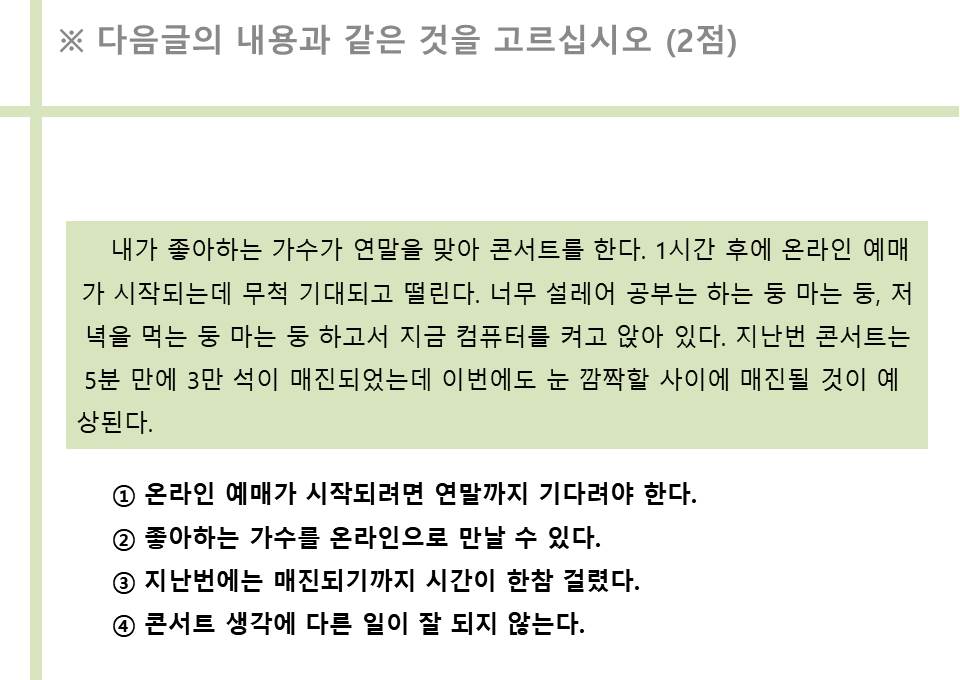 ※ 다음글의 내용과 같은 것을 고르십시오 (2점)
내가 좋아하는 가수가 연말을 맞아 콘서트를 한다. 1시간 후에 온라인 예매
가 시작되는데 무척 기대되고 떨린다. 너무 설레어 공부는 하는 둥 마는 둥, 저
녁을 먹는 둥 마는 둥 하고서 지금 컴퓨터를 켜고 앉아 있다. 지난번 콘서트는
5분 만에 3만 석이 매진되었는데 이번에도 눈 깜짝할 사이에 매진될 것이 예
상된다.
① 온라인 예매가 시작되려면 연말까지 기다려야 한다.
② 좋아하는 가수를 온라인으로 만날 수 있다.
③ 지난번에는 매진되기까지 시간이 한참 걸렸다.
④ 콘서트 생각에 다른 일이 잘 되지 않는다.